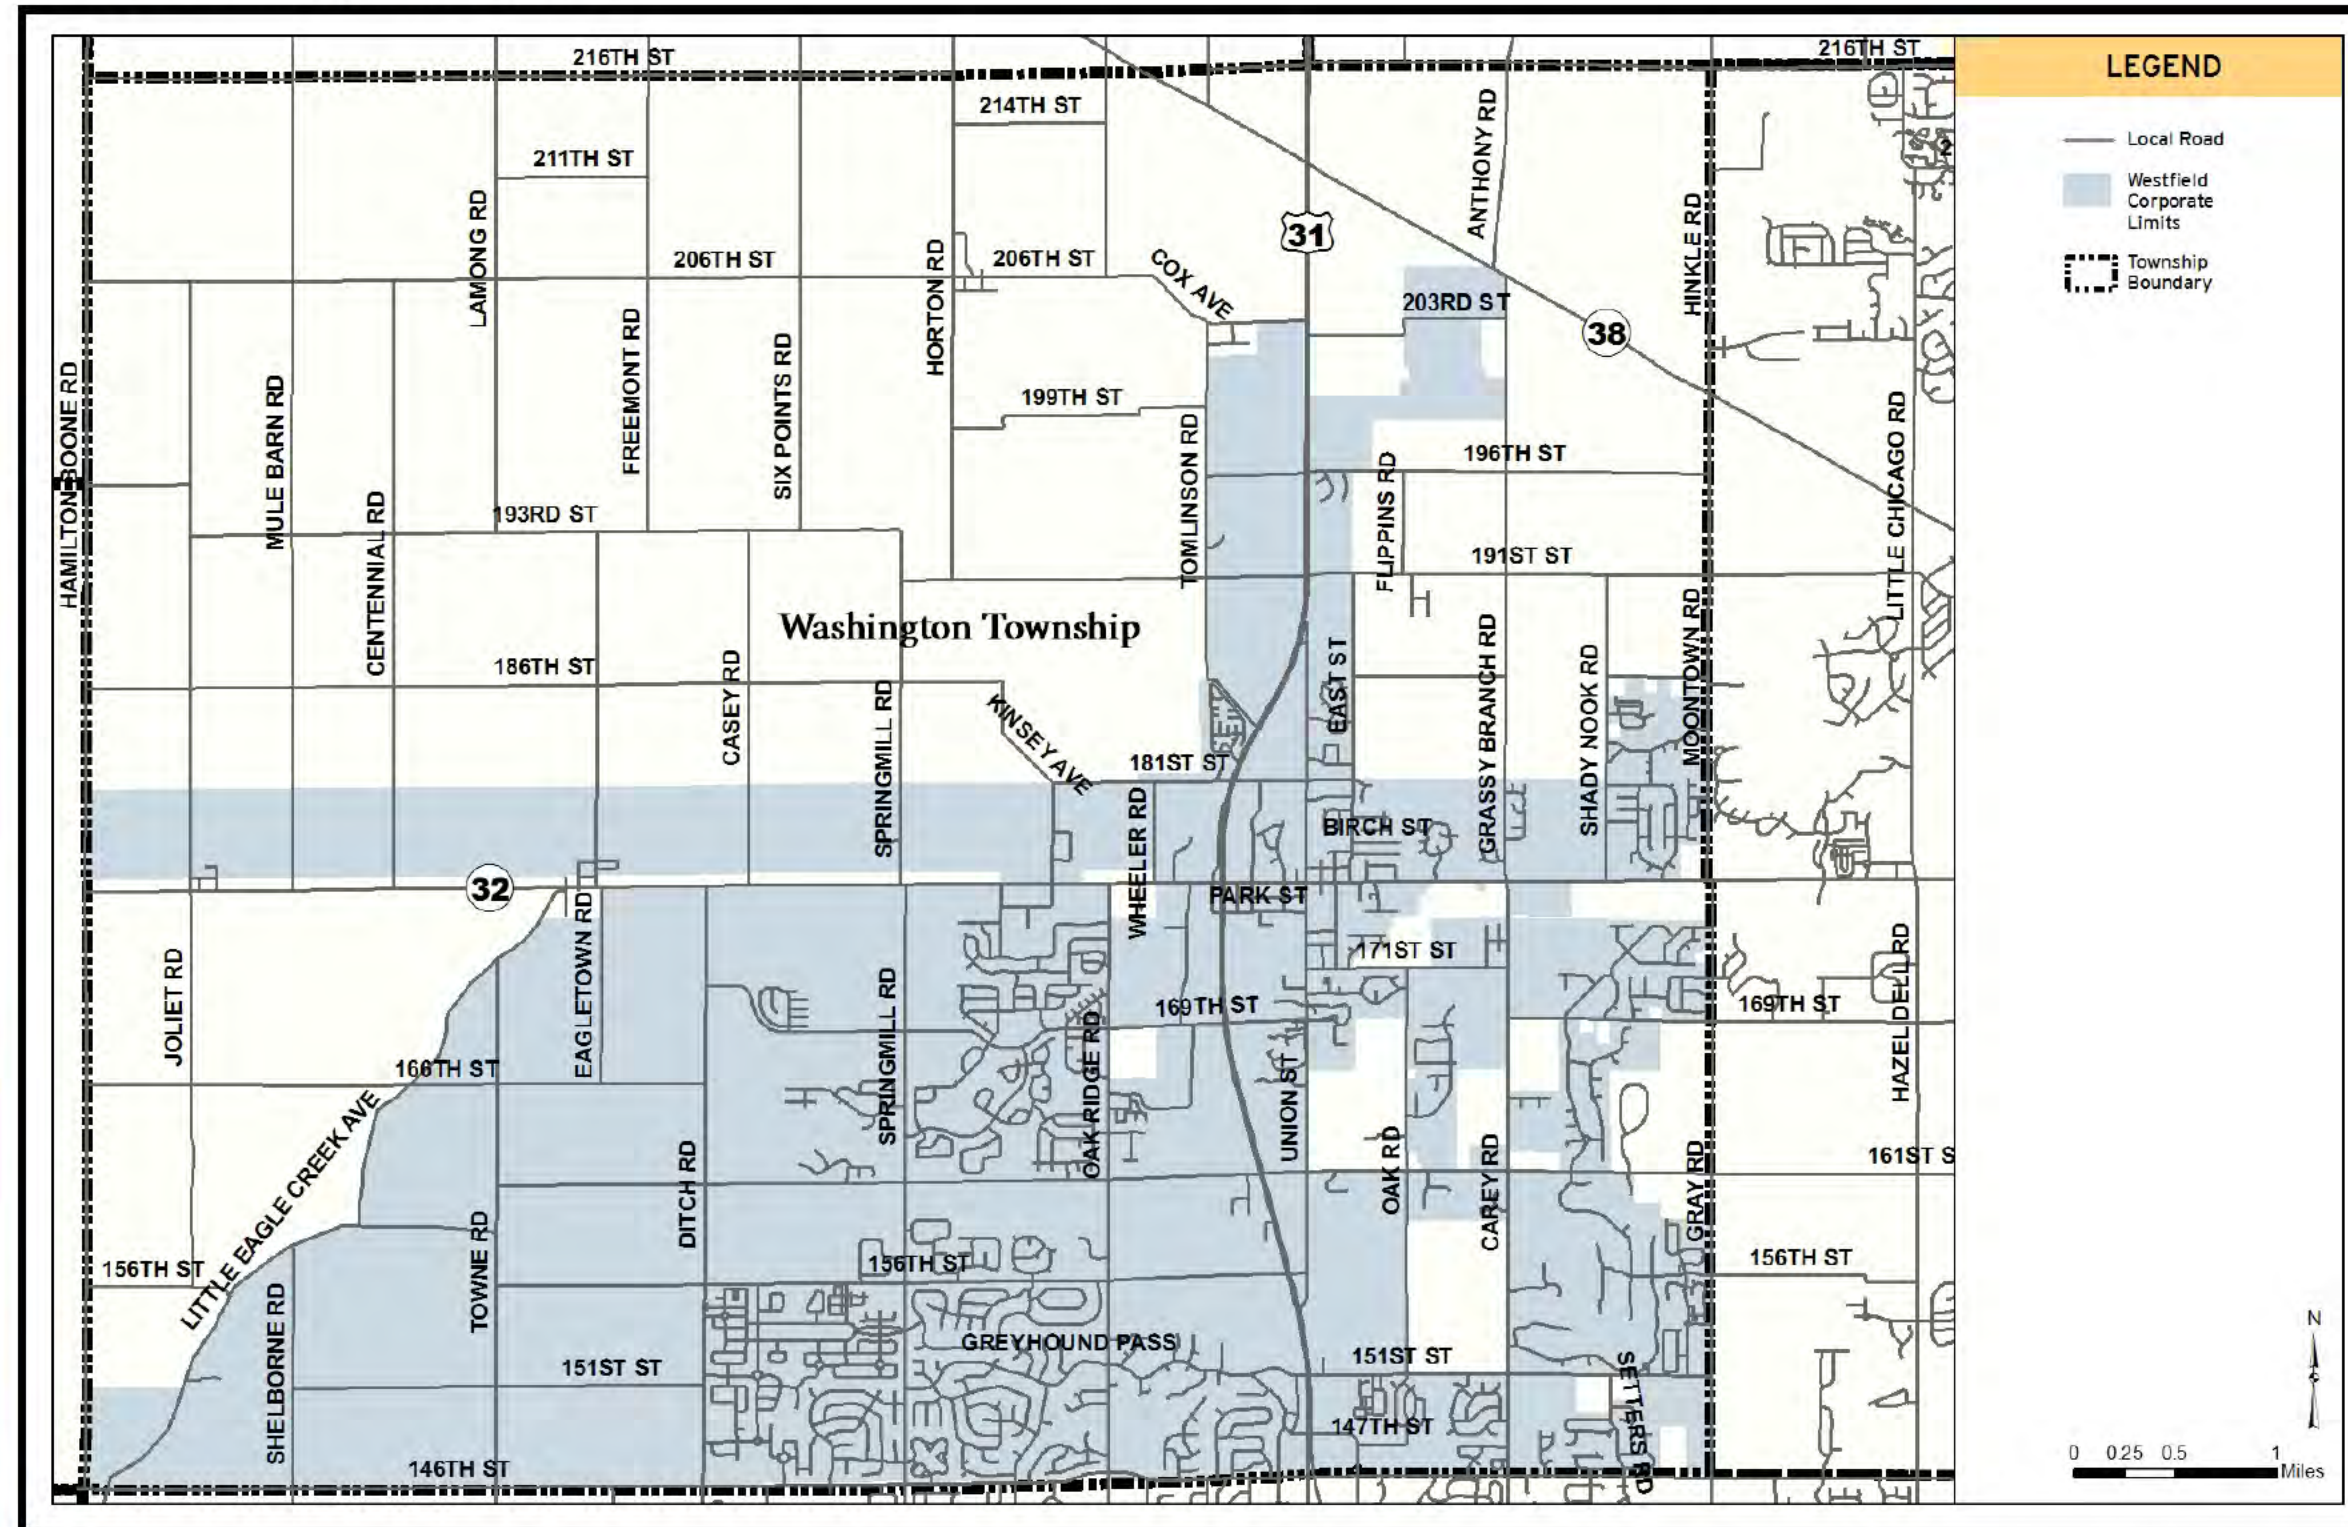 216TH ST
216TH ST
LEGEND
214TH ST
Local Road
211TH ST
ANTHONY RD
Westfield
Corporate
Limits
LAMONG RD
HINKLE RD
31
HORTON RD
206TH ST
206TH ST
COX AVE
Township
Boundary
203RD ST
38
FREEMONT RD
SIX POINTS RD
HAMILTON BOONE RD
MULE BARN RD
199TH ST
TOMLINSON RD
LITTLE CHICAGO RD
196TH ST
FLIPPINS RD
CENTENNIAL RD
193RD ST
191ST ST
Washington Township
186TH ST
CASEY RD
SPRINGMILL RD
KINSEY AVE
EAST ST
GRASSY BRANCH RD
SHADY NOOK RD
MOONTOWN RD
181ST ST
WHEELER RD
BIRCH ST
32
PARK ST
EAGLETOWN RD
JOLIET RD
SPRINGMILL RD
171ST ST
169TH ST
169TH ST
HAZEL DELL RD
166TH ST
OAK RIDGE RD
UNION ST
LITTLE EAGLE CREEK AVE
DITCH RD
OAK RD
CAREY RD
GRAY RD
161ST S
156TH ST
TOWNE RD
156TH ST
156TH ST
SHELBORNE RD
GREYHOUND PASS
151ST ST
151ST ST
SETTERS RD
147TH ST
146TH ST
N
0 0.25 0.5 1
Miles
2